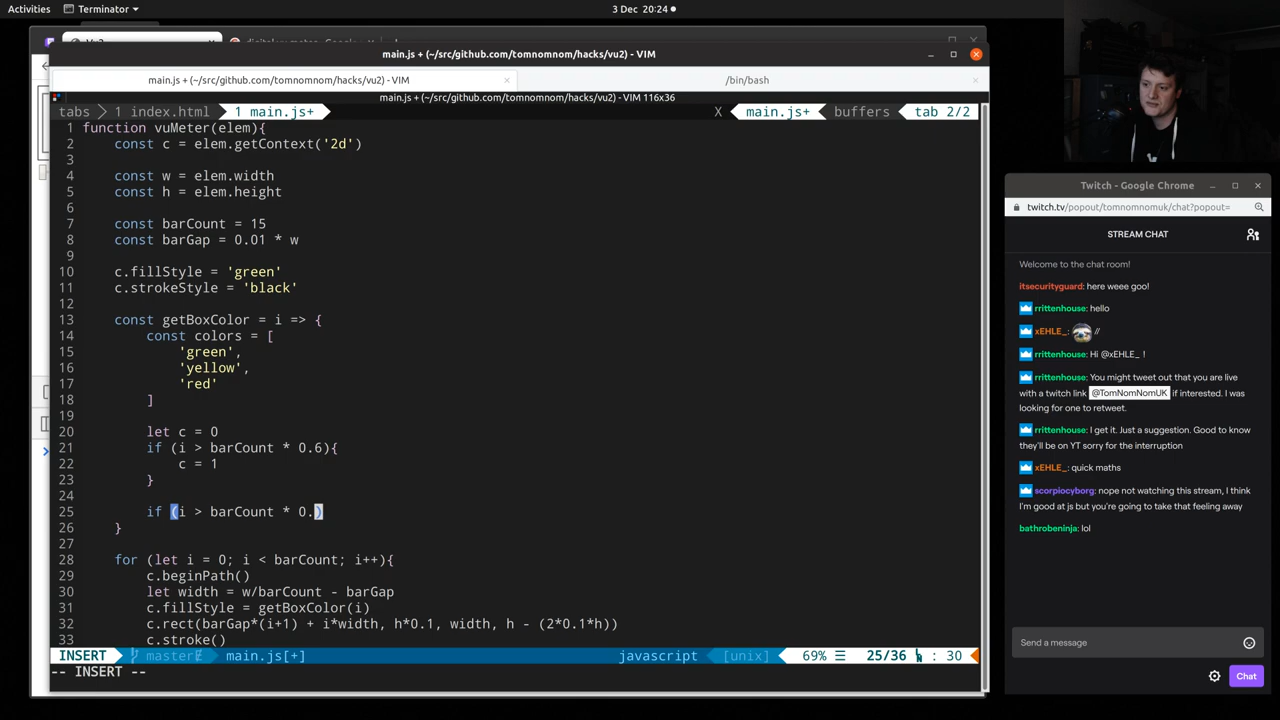 Activities
Terminator
3 Dec 20:24
main.js + (~/src/github.com/tomnomnom/hacks/vu2) - VIM
main.js + (~/src/github.com/tomnomnom/hacks/vu2) - VIM
/bin/bash
main.js + (~/src/github.com/tomnomnom/hacks/vu2) - VIM 116x36
tabs 1 index.html 1 main.js+ X main.js+ buffers tab 2/2
1 function vuMeter(elem){
2 const c = elem.getContext('2d')
3
4 const w = elem.width
5 const h = elem.height
6
7 const barCount = 15
8 const barGap = 0.01 * w
9
10 c.fillStyle = 'green'
11 c.strokeStyle = 'black'
12
13 const getBoxColor = i => {
14 const colors = [
15 'green',
16 'yellow',
17 'red'
18 ]
19
20 let c = 0
21 if (i > barCount * 0.6){
22 c = 1
23 }
24
25 if (i > barCount * 0.)
26 }
27
28 for (let i = 0; i < barCount; i++){
29 c.beginPath()
30 let width = w/barCount - barGap
31 c.fillStyle = getBoxColor(i)
32 c.rect(barGap*(i+1) + i*width, h*0.1, width, h - (2*0.1*h))
33 c.stroke()
INSERT master main.js[+] javascript [unix] 69% 25/36 : 30
-- INSERT --
Twitch - Google Chrome
twitch.tv/popout/tomnomnomuk/chat?popout=
STREAM CHAT
Welcome to the chat room!
itsecurityguard: here weee goo!
rrittenhouse: hello
xEHLE_: //
rrittenhouse: Hi @xEHLE_ !
rrittenhouse: You might tweet out that you are live
with a twitch link @TomNomNomUK if interested. I was
looking for one to retweet.
rrittenhouse: I get it. Just a suggestion. Good to know
they'll be on YT sorry for the interruption
xEHLE_: quick maths
scorpiocyborg: nope not watching this stream, I think
I'm good at js but you're going to take that feeling away
bathrobeninja: lol
Send a message
Chat